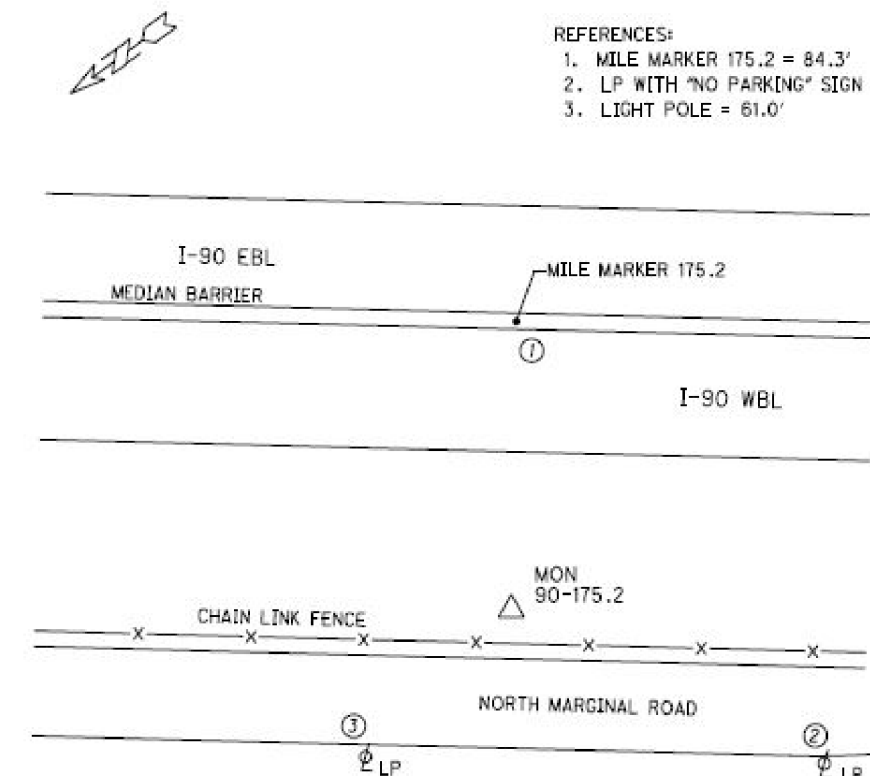 REFERENCES:
1. MILE MARKER 175.2 = 84.3'
2. LP WITH "NO PARKING" SIGN
3. LIGHT POLE = 61.0'
I-90 EBL
MILE MARKER 175.2
MEDIAN BARRIER
1
I-90 WBL
MON
90-175.2
CHAIN LINK FENCE
NORTH MARGINAL ROAD
3
2
LP
LP